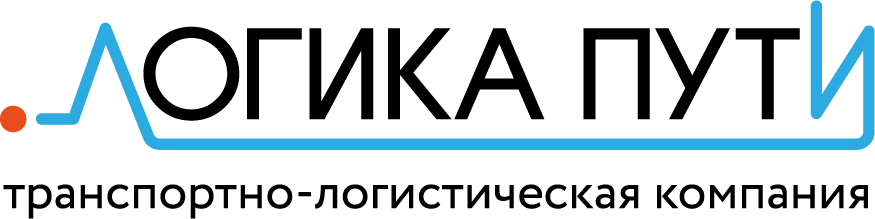 ЛОГИКА ПУТИ
транспортно-логистическая компания